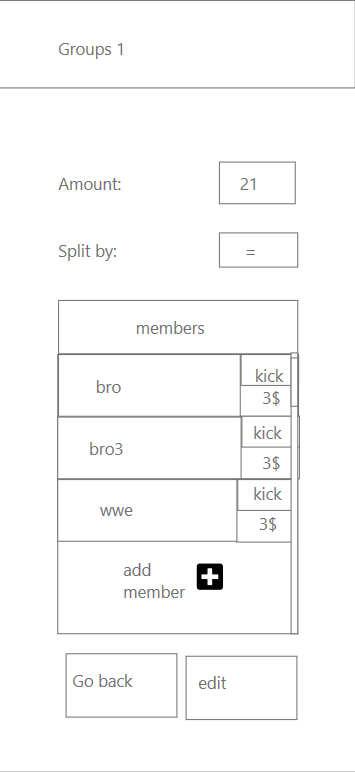 Groups 1
Amount:
21
Split by:
=
members
bro
kick
3$
bro3
kick
3$
wwe
kick
3$
add
member
Go back
edit